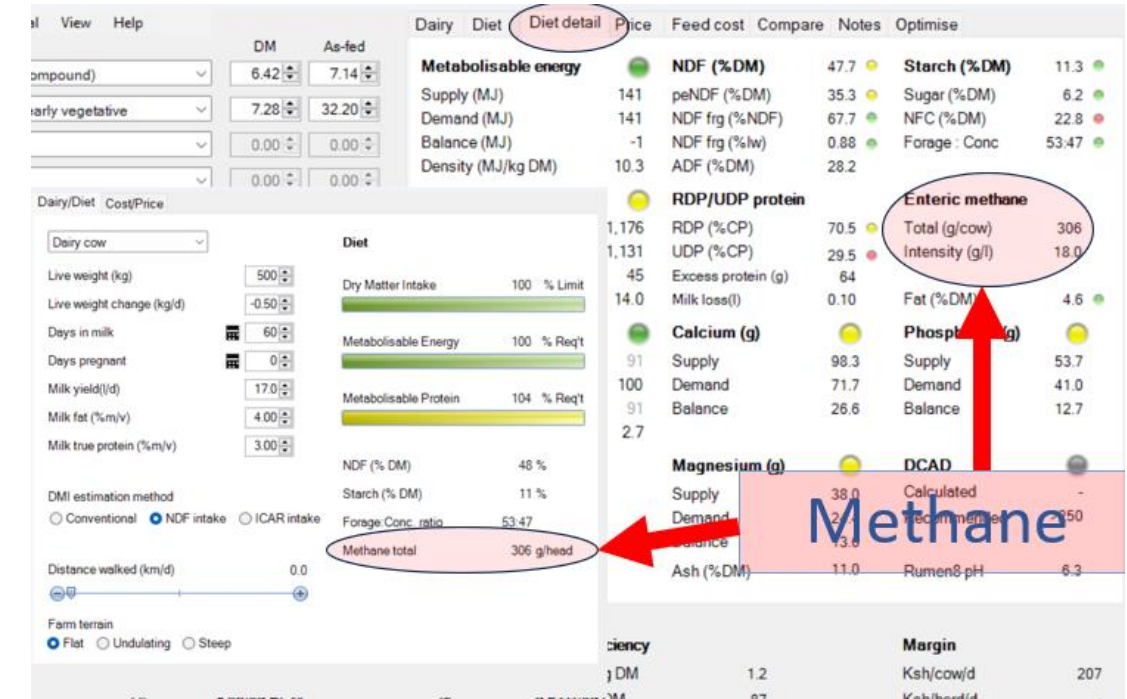 View Help
Dairy Diet Diet detail Price Feed cost Compare Notes Optimise
DM As-fed
6.42 7.14
early vegetative 7.28 32.20
0.00 0.00
0.00 0.00
Metabolisable energy
Supply (MJ) 141
Demand (MJ) 141
Balance (MJ) -1
Density (MJ/kg DM) 10.3
1,176
1,131
45
14.0
91
100
91
2.7
NDF (%DM) 47.7
peNDF (%DM) 35.3
NDF frg (%NDF) 67.7
NDF frg (%lw) 0.88
ADF (%DM) 28.2
RDP/UDP protein
RDP (%CP) 70.5
UDP (%CP) 29.5
Excess protein (g) 64
Milk loss(l) 0.10
Calcium (g)
Supply 98.3
Demand 71.7
Balance 26.6
Magnesium (g)
Supply 38.0
Demand
Balance
Ash (%DM) 11.0
Starch (%DM) 11.3
Sugar (%DM) 6.2
NFC (%DM) 22.8
Forage : Conc 53:47
Enteric methane
Total (g/cow) 306
Intensity (g/l) 18.0
Fat (%DM) 4.6
(g)
Supply 53.7
Demand 41.0
Balance 12.7
DCAD
Calculated -
Rumen8 pH 6.3
Methane
Dairy/Diet Cost/Price
Dairy cow
Live weight (kg) 500
Live weight change (kg/d) -0.50
Days in milk 60
Days pregnant 0
Milk yield(l/d) 17.0
Milk fat (%m/v) 4.00
Milk true protein (%m/v) 3.00
DMI estimation method
Conventional NDF intake ICAR intake
Distance walked (km/d) 0.0
Farm terrain
Flat Undulating Steep
Diet
Dry Matter Intake 100 % Limit
Metabolisable Energy 100 % Req't
Metabolisable Protein 104 % Req't
NDF (% DM) 48 %
Starch (% DM) 11 %
Forage:Conc. ratio 53:47
Methane total 306 g/head
DM 1.2
Margin
Ksh/cow/d 207